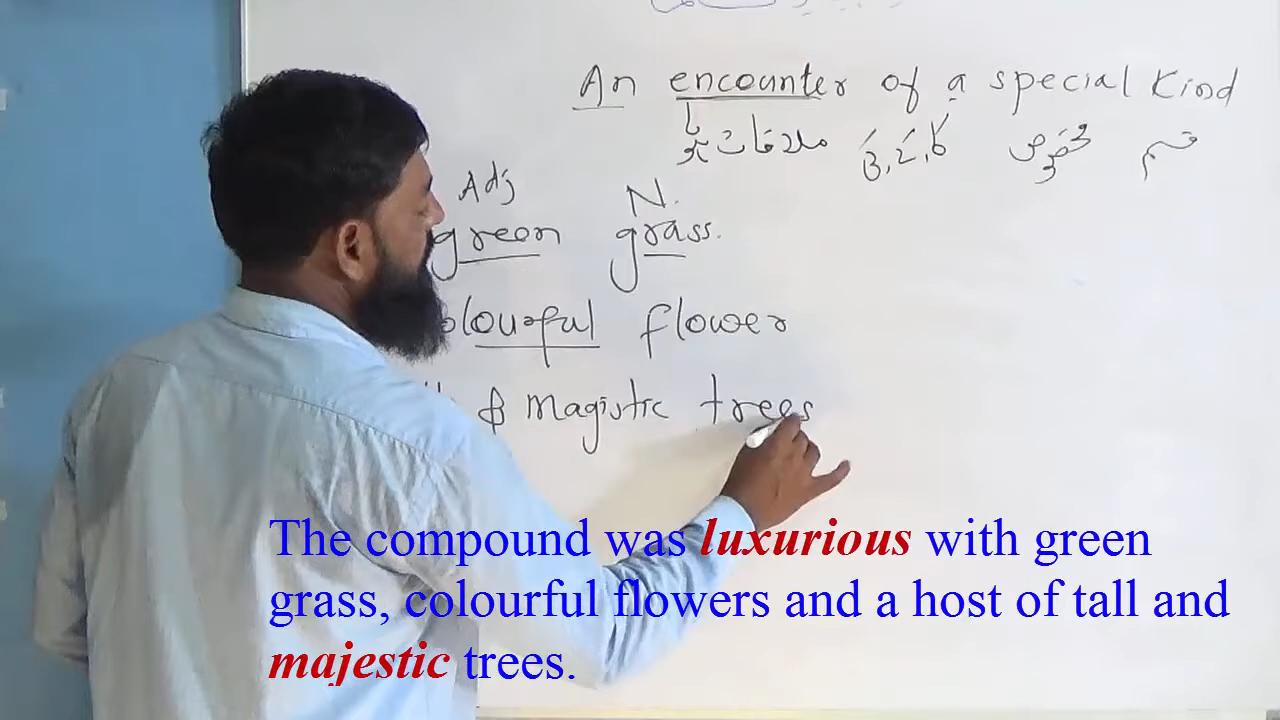 An encounter of a special Kind
ملاقات کا، کے، کی مخصوص قسم
Adj N.
green grass.
olourful flower
& magistic trees
The compound was luxurious with green
grass, colourful flowers and a host of tall and
majestic trees.